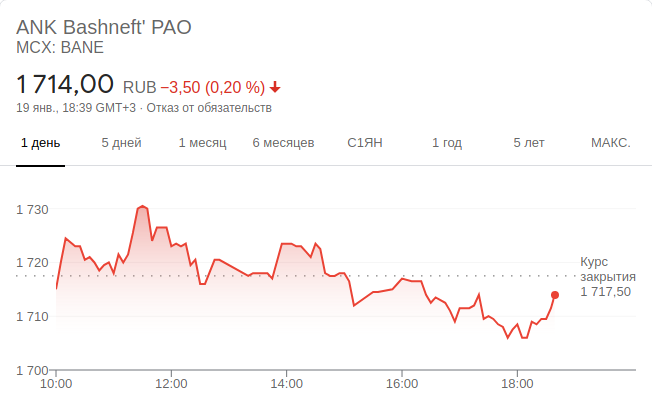 ANK Bashneft' PAO
MCX: BANE
1 714,00 RUB −3,50 (0,20 %)
19 янв., 18:39 GMT+3 · Отказ от обязательств
1 день 5 дней 1 месяц 6 месяцев С1ЯН 1 год 5 лет МАКС.
1 730
1 720
1 710
1 700
Курс
закрытия
1 717,50
10:00 12:00 14:00 16:00 18:00